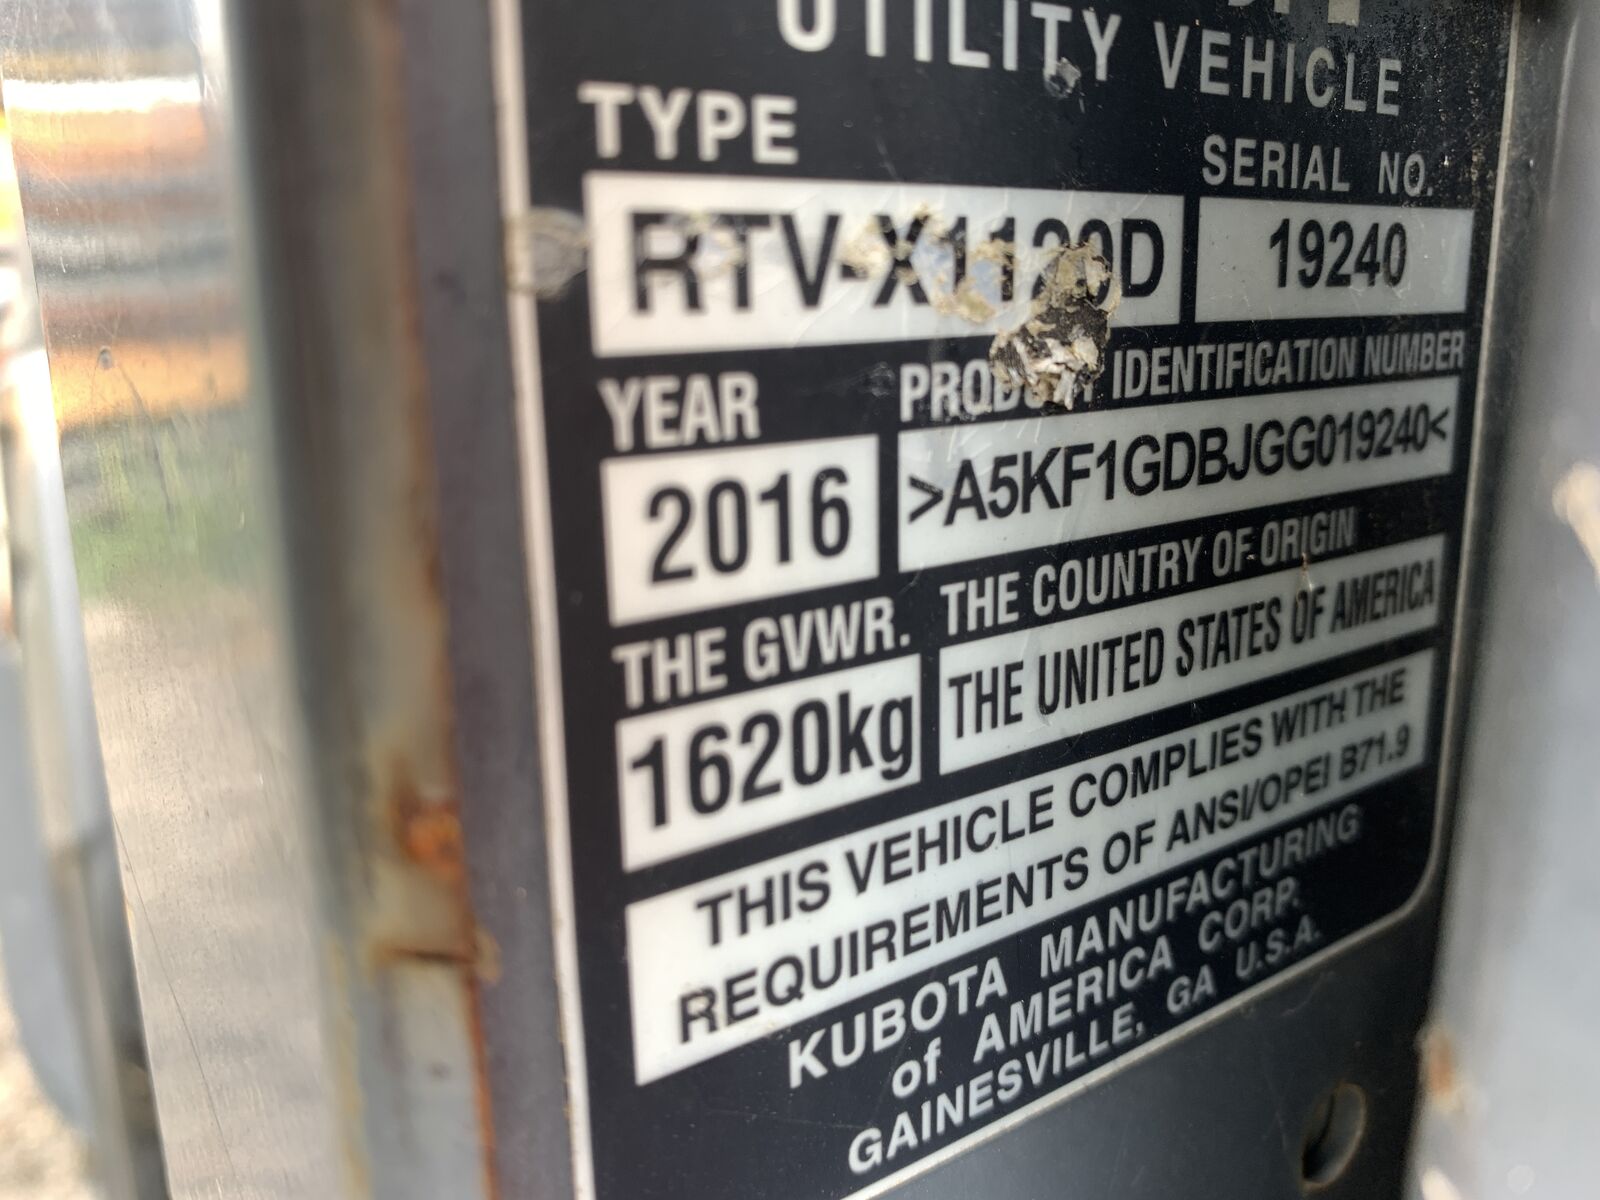 UTILITY VEHICLE
TYPE
SERIAL NO.
RTV-X1120D
19240
YEAR
PRODUCT IDENTIFICATION NUMBER
2016
>A5KF1GDBJGG019240<
THE GVWR.
THE COUNTRY OF ORIGIN
1620kg
THE UNITED STATES OF AMERICA
THIS VEHICLE COMPLIES WITH THE
REQUIREMENTS OF ANSI/OPEI B71.9
KUBOTA MANUFACTURING
of AMERICA CORP.
GAINESVILLE, GA U.S.A.